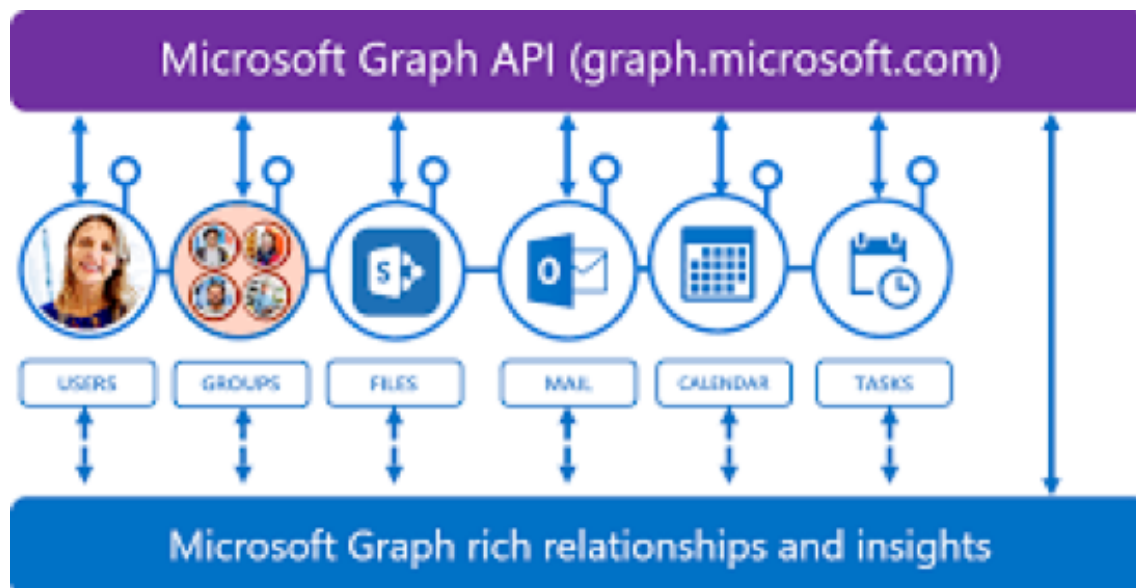 Microsoft Graph API (graph.microsoft.com)
S
O
USERS
GROUPS
FILES
MAIL
CALENDAR
TASKS
Microsoft Graph rich relationships and insights